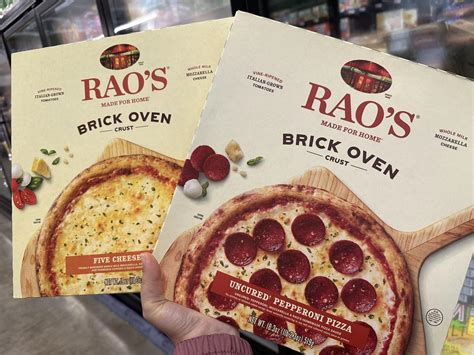 RAO'S
MADE FOR HOME
VINE-RIPENED
ITALIAN-GROWN
TOMATOES
WHOLE MILK
MOZZARELLA
CHEESE
BRICK OVEN
CRUST
FIVE CHEESE
RAO'S
MADE FOR HOME
VINE-RIPENED
ITALIAN-GROWN
TOMATOES
WHOLE MILK
MOZZARELLA
CHEESE
BRICK OVEN
CRUST
UNCURED PEPPERONI PIZZA